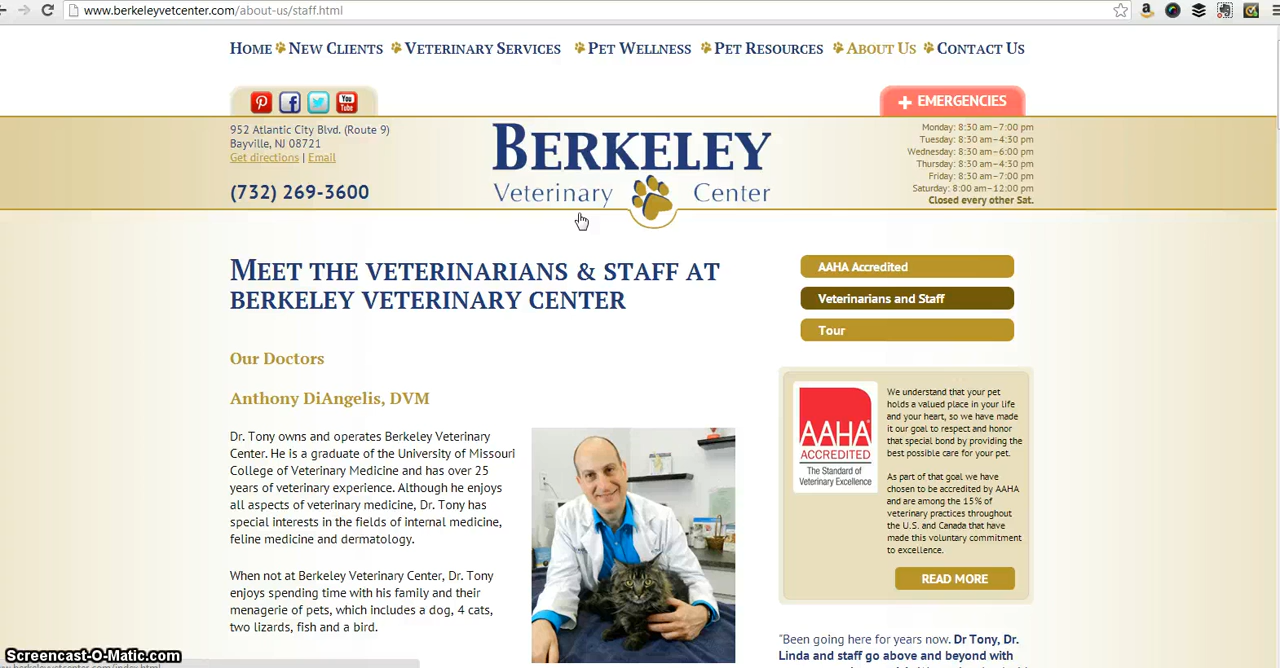 www.berkeleyvetcenter.com/about-us/staff.html
HOME NEW CLIENTS VETERINARY SERVICES PET WELLNESS PET RESOURCES ABOUT US CONTACT US
EMERGENCIES
952 Atlantic City Blvd. (Route 9)
Bayville, NJ 08721
Get directions | Email
(732) 269-3600
BERKELEY
Veterinary Center
Monday: 8:30 am–7:00 pm
Tuesday: 8:30 am–4:30 pm
Wednesday: 8:30 am–6:00 pm
Thursday: 8:30 am–4:30 pm
Friday: 8:30 am–7:00 pm
Saturday: 8:00 am–12:00 pm
Closed every other Sat.
MEET THE VETERINARIANS & STAFF AT
BERKELEY VETERINARY CENTER
Our Doctors
Anthony DiAngelis, DVM
Dr. Tony owns and operates Berkeley Veterinary
Center. He is a graduate of the University of Missouri
College of Veterinary Medicine and has over 25
years of veterinary experience. Although he enjoys
all aspects of veterinary medicine, Dr. Tony has
special interests in the fields of internal medicine,
feline medicine and dermatology.
When not at Berkeley Veterinary Center, Dr. Tony
enjoys spending time with his family and their
menagerie of pets, which includes a dog, 4 cats,
two lizards, fish and a bird.
AAHA Accredited
Veterinarians and Staff
Tour
AAHA
ACCREDITED
The Standard of
Veterinary Excellence
We understand that your pet
holds a valued place in your life
and your heart, so we have made
it our goal to respect and honor
that special bond by providing the
best possible care for your pet.
As part of that goal we have
chosen to be accredited by AAHA
and are among the 15% of
veterinary practices throughout
the U.S. and Canada that have
made this voluntary commitment
to excellence.
READ MORE
"Been going here for years now. Dr Tony, Dr.
Linda and staff go above and beyond with
Screencast-O-Matic.com